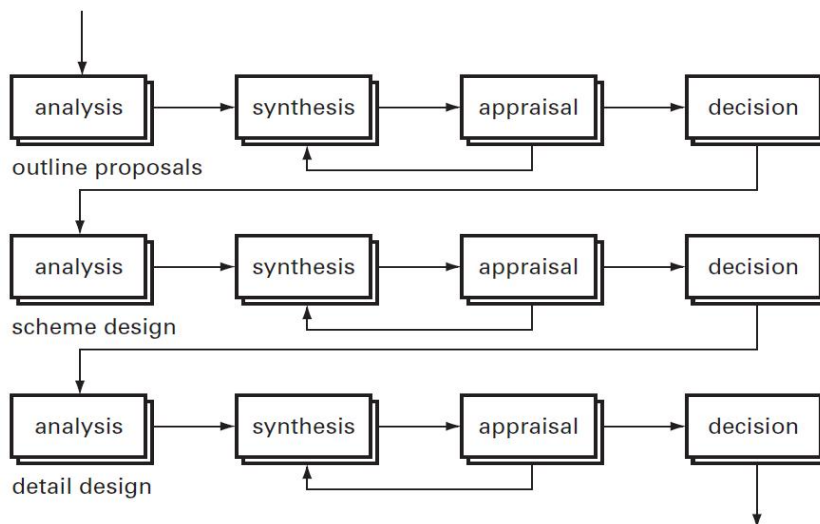 analysis synthesis appraisal decision
outline proposals
analysis synthesis appraisal decision
scheme design
analysis synthesis appraisal decision
detail design